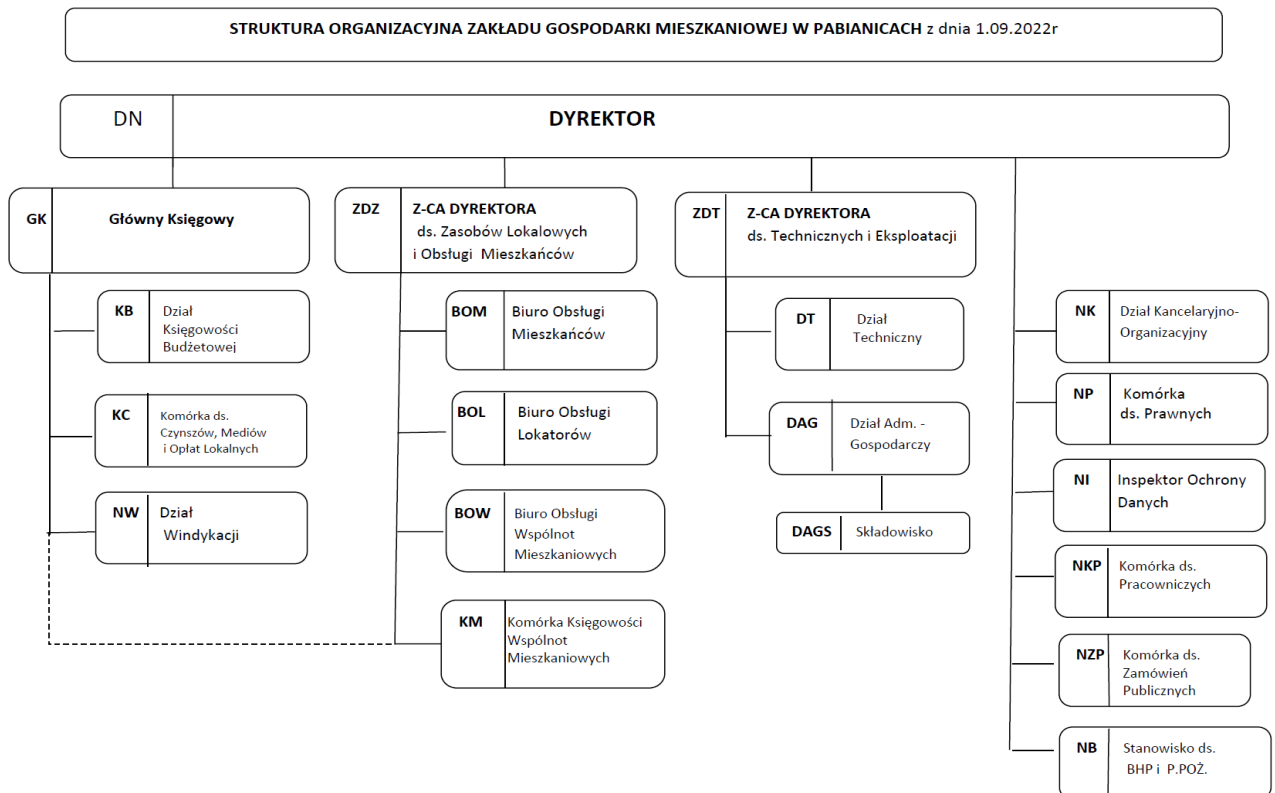 STRUKTURA ORGANIZACYJNA ZAKŁADU GOSPODARKI MIESZKANIOWEJ W PABIANICACH z dnia 1.09.2022r
DN DYREKTOR
GK Główny Księgowy
KB Dział
Księgowości
Budżetowej
KC Komórka ds.
Czynszów, Mediów
i Opłat Lokalnych
NW Dział
Windykacji
ZDZ Z-CA DYREKTORA
ds. Zasobów Lokalowych
i Obsługi Mieszkańców
BOM Biuro Obsługi
Mieszkańców
BOL Biuro Obsługi
Lokatorów
BOW Biuro Obsługi
Wspólnot
Mieszkaniowych
KM Komórka Księgowości
Wspólnot
Mieszkaniowych
ZDT Z-CA DYREKTORA
ds. Technicznych i Eksploatacji
DT Dział
Techniczny
DAG Dział Adm. -
Gospodarczy
DAGS Składowisko
NK Dział Kancelaryjno-
Organizacyjny
NP Komórka
ds. Prawnych
NI Inspektor Ochrony
Danych
NKP Komórka ds.
Pracowniczych
NZP Komórka ds.
Zamówień
Publicznych
NB Stanowisko ds.
BHP i P.POŻ.